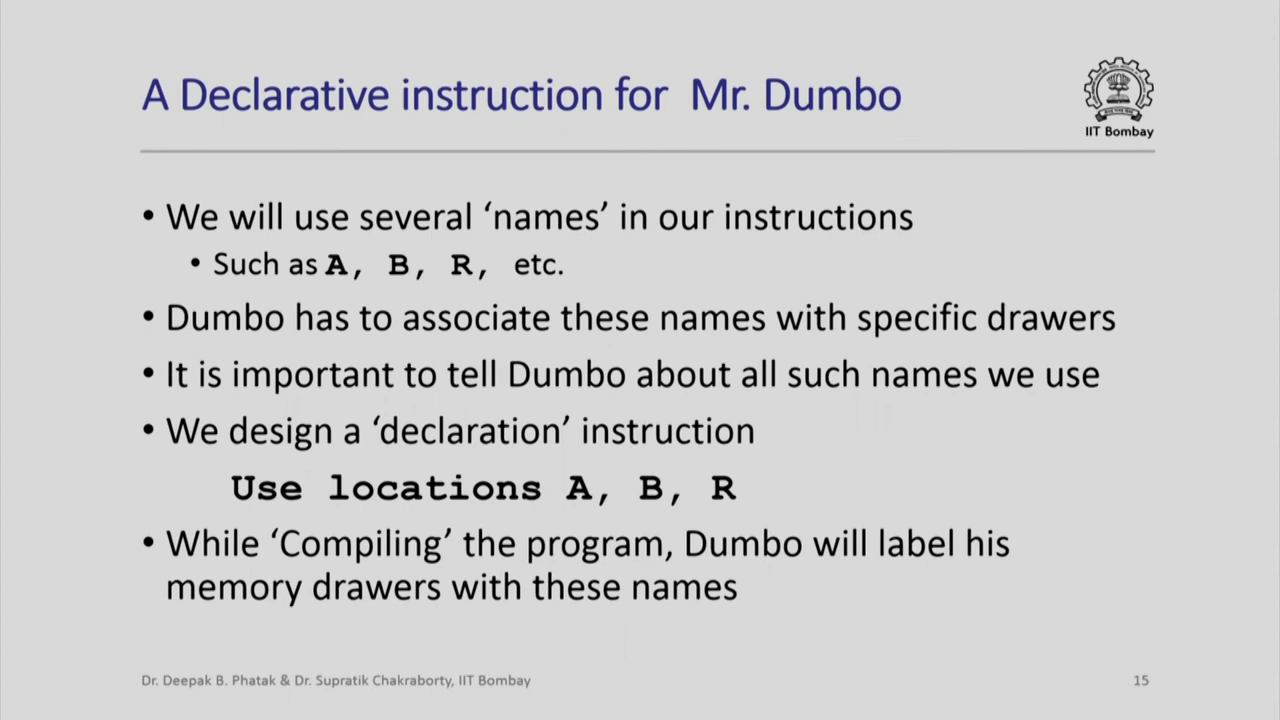 A Declarative instruction for Mr. Dumbo
IIT Bombay
• We will use several ‘names’ in our instructions
• Such as A, B, R, etc.
• Dumbo has to associate these names with specific drawers
• It is important to tell Dumbo about all such names we use
• We design a ‘declaration’ instruction
Use locations A, B, R
• While ‘Compiling’ the program, Dumbo will label his
memory drawers with these names
Dr. Deepak B. Phatak & Dr. Supratik Chakraborty, IIT Bombay
15